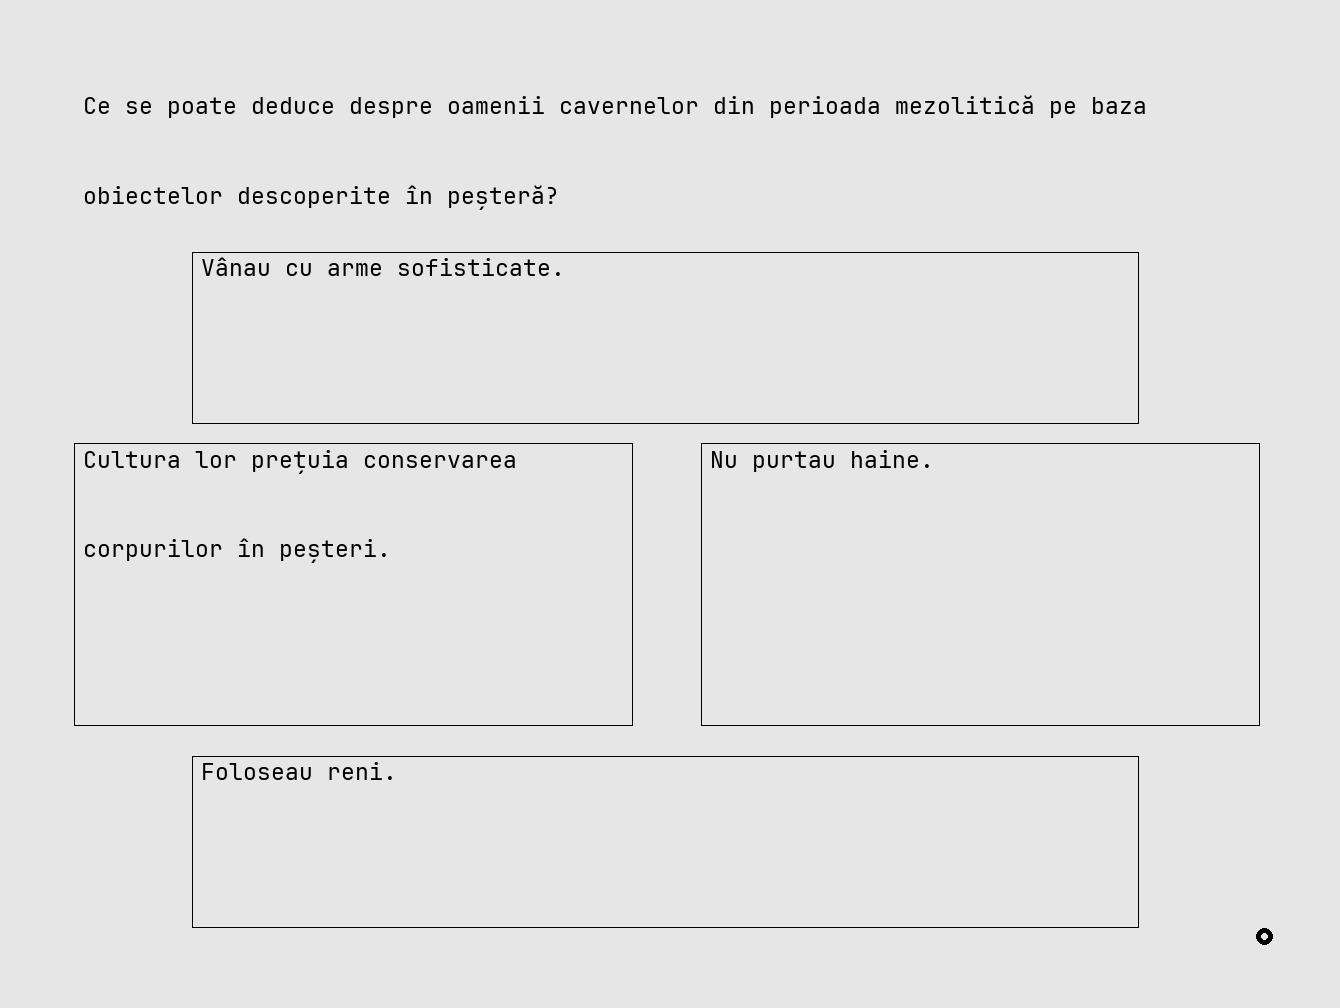 Ce se poate deduce despre oamenii cavernelor din perioada mezolitică pe baza
obiectelor descoperite în peșteră?
Vânau cu arme sofisticate.
Cultura lor prețuia conservarea
corpurilor în peșteri.
Nu purtau haine.
Foloseau reni.